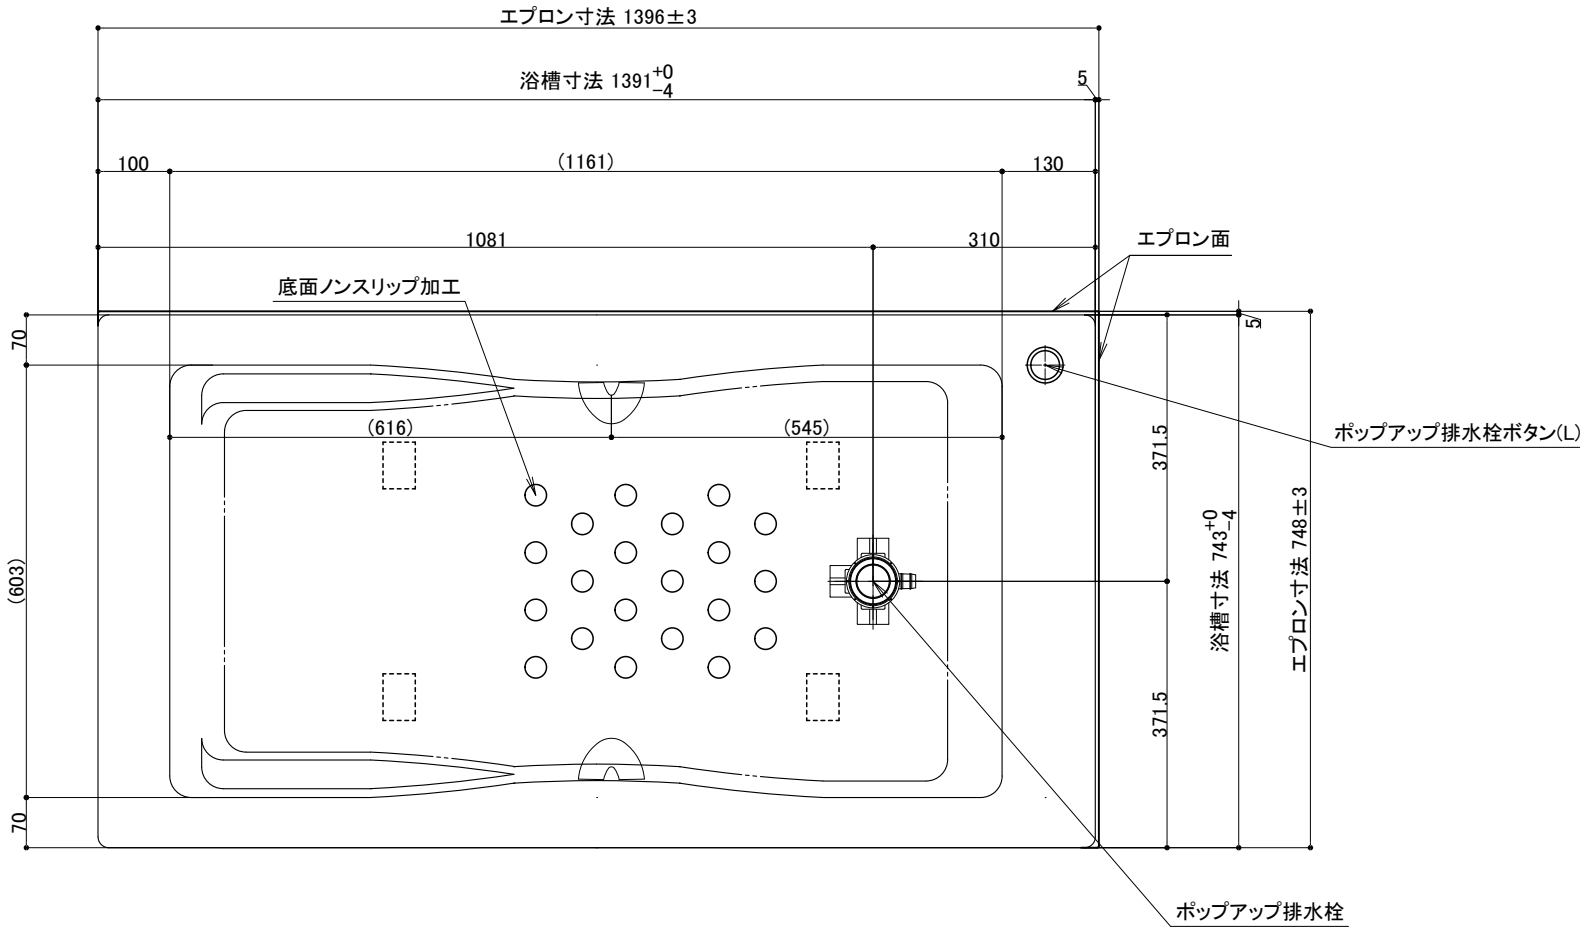 エプロン寸法 1396±3
浴槽寸法 1391 +0 -4
5
100
(1161)
130
1081
310
エプロン面
底面ノンスリップ加工
5
70
(616)
(545)
371.5
ポップアップ排水栓ボタン(L)
浴槽寸法 743 +0 -4
エプロン寸法 748±3
(603)
371.5
70
ポップアップ排水栓